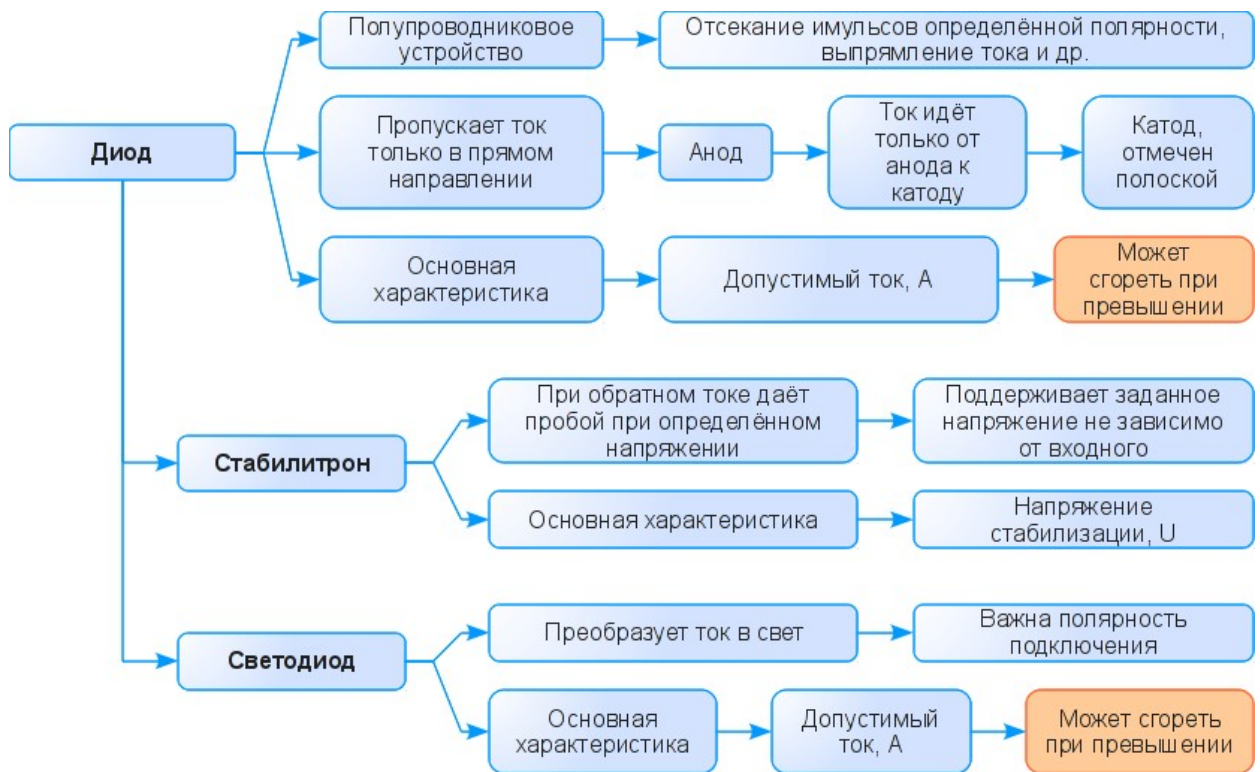 Полупроводниковое
устройство
Отсекание имульсов определённой полярности,
выпрямление тока и др.
Диод
Пропускает ток
только в прямом
направлении
Анод
Ток идёт
только от
анода к
катоду
Катод,
отмечен
полоской
Основная
характеристика
Допустимый ток, А
Может
сгореть при
превышении
Стабилитрон
При обратном токе даёт
пробой при определённом
напряжении
Поддерживает заданное
напряжение не зависимо
от входного
Основная характеристика
Напряжение
стабилизации, U
Светодиод
Преобразует ток в свет
Важна полярность
подключения
Основная
характеристика
Допустимый
ток, А
Может сгореть
при превышении